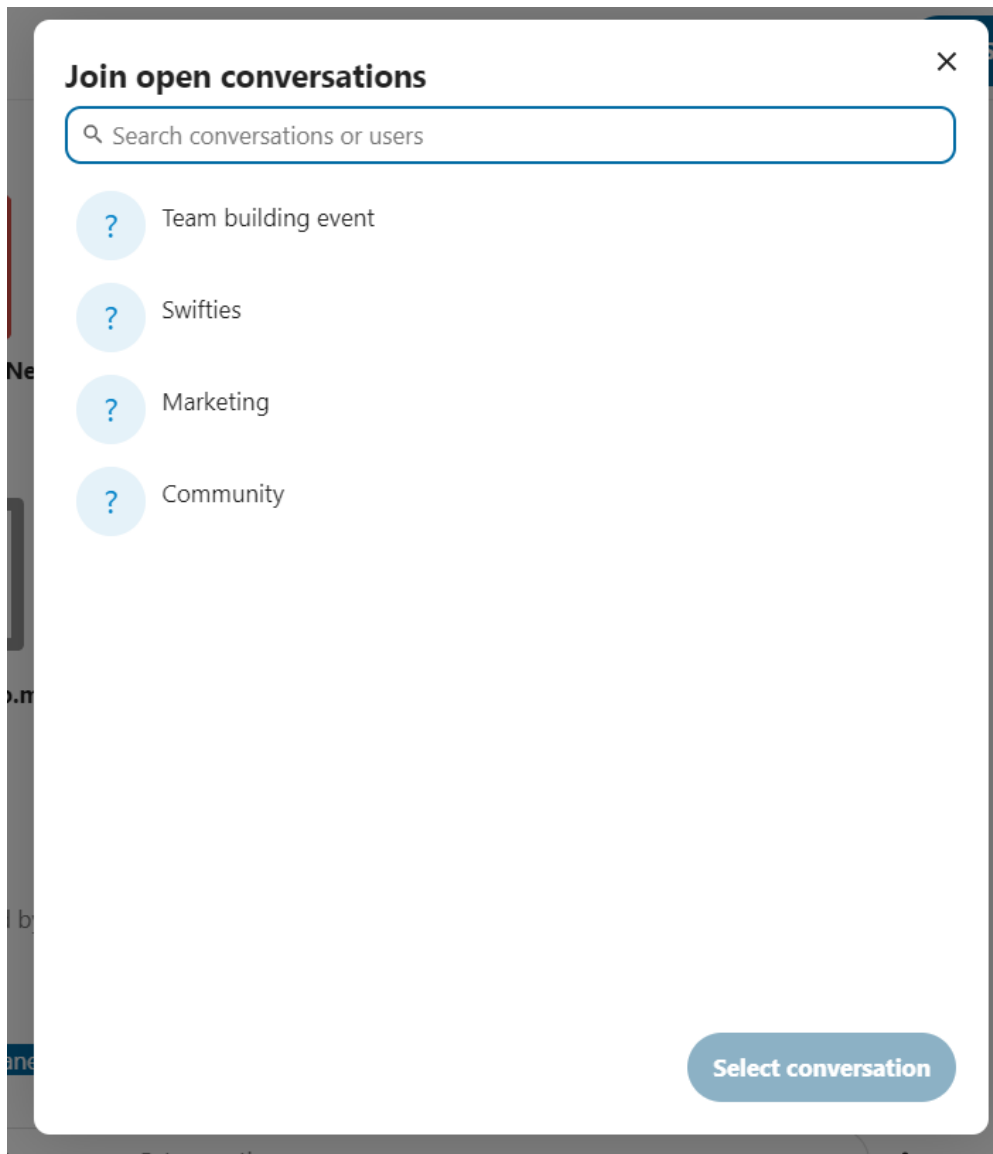 Join open conversations
Search conversations or users
? Team building event
? Swifties
? Marketing
? Community
Select conversation